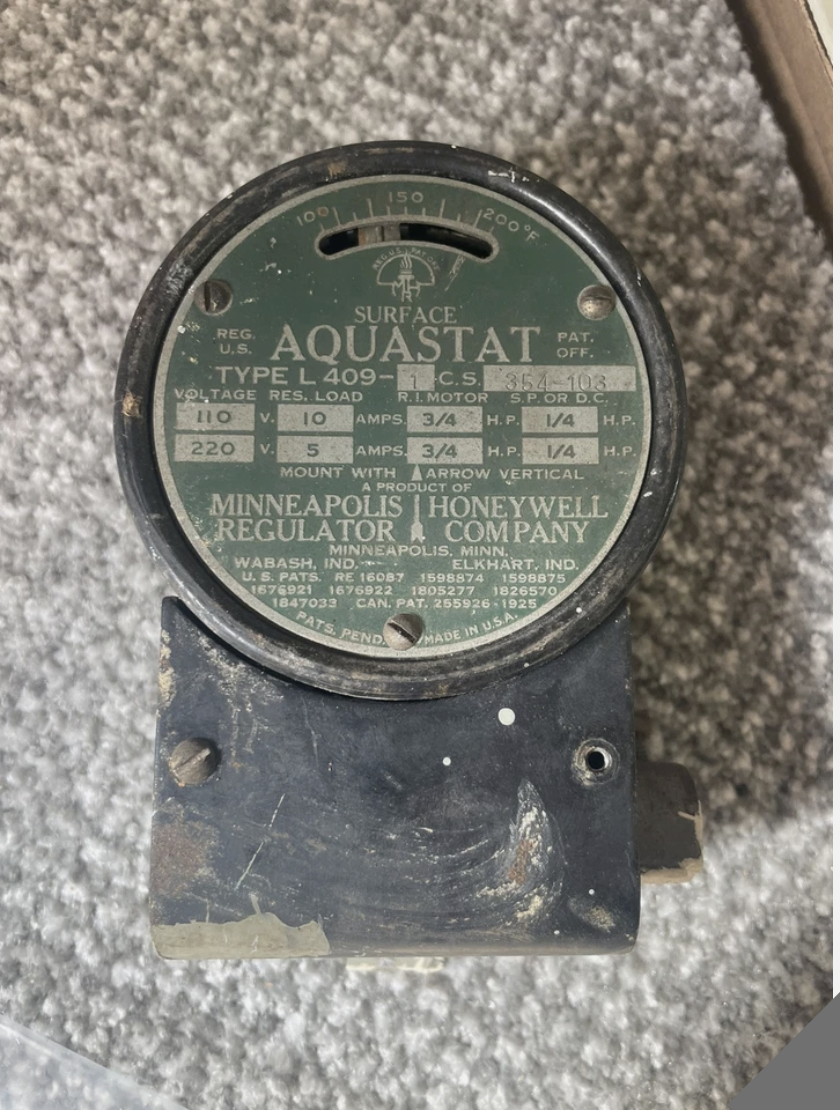 100 150 200°F
REG. U.S. PAT. OFF.
SURFACE
REG. U.S. AQUASTAT PAT. OFF.
TYPE L 409-1 C.S. 354-103
VOLTAGE RES. LOAD R.I. MOTOR S.P. OR D.C.
110 V. 10 AMPS. 3/4 H.P. 1/4 H.P.
220 V. 5 AMPS. 3/4 H.P. 1/4 H.P.
MOUNT WITH ARROW VERTICAL
A PRODUCT OF
MINNEAPOLIS HONEYWELL
REGULATOR COMPANY
MINNEAPOLIS, MINN.
WABASH, IND. ELKHART, IND.
U.S. PATS. RE 16087 1598874 1598875
1676921 1676922 1805277 1826570
1847033 CAN. PAT. 255926-1925
PATS. PEND. MADE IN U.S.A.